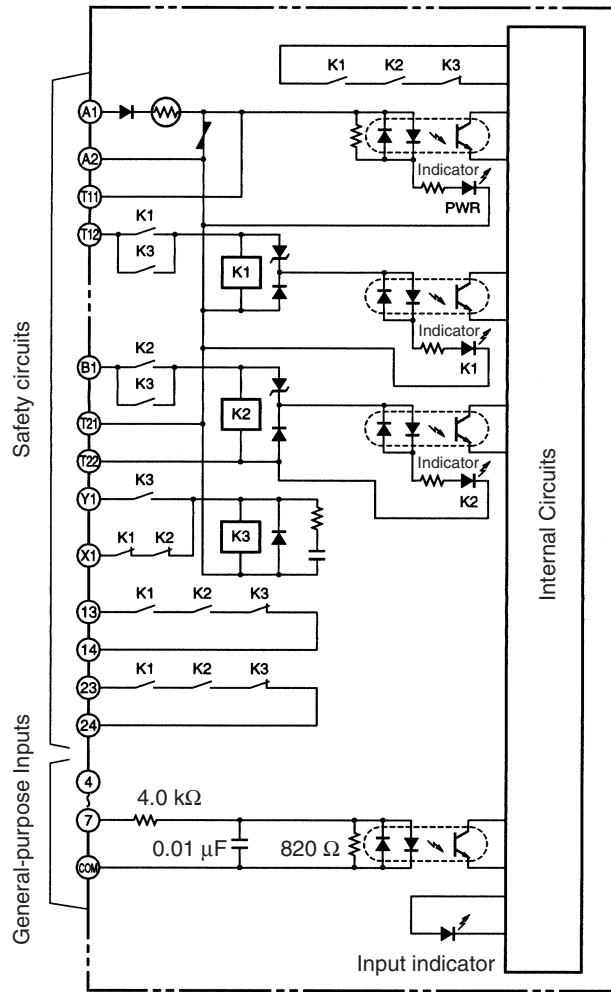 K1 K2 K3
A1
A2
Indicator
PWR
T11
T12
K1
K3
K1
Indicator
K1
B1
K2
K3
K2
T21
T22
Indicator
K2
Y1
K3
K3
X1
K1 K2
13
K1 K2 K3
14
23
K1 K2 K3
24
4
7
4.0 kΩ
0.01 μF
820 Ω
COM
Input indicator
Safety circuits
General-purpose Inputs
Internal Circuits